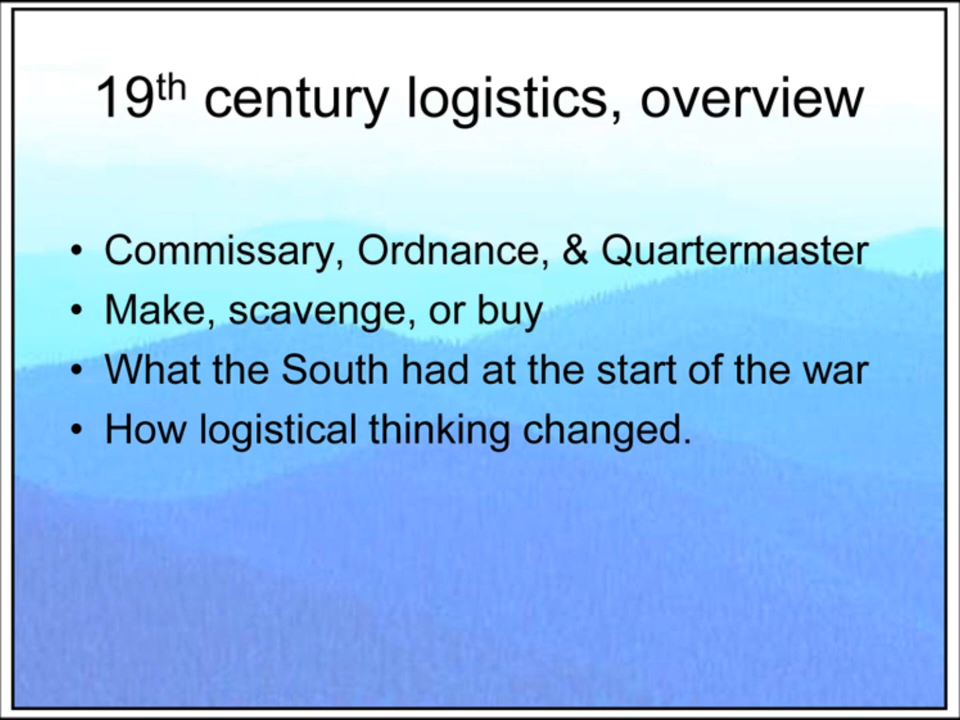 19th century logistics, overview
• Commissary, Ordnance, & Quartermaster
• Make, scavenge, or buy
• What the South had at the start of the war
• How logistical thinking changed.